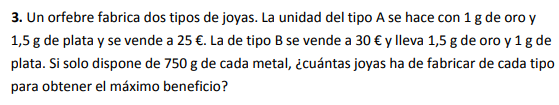 3. Un orfebre fabrica dos tipos de joyas. La unidad del tipo A se hace con 1 g de oro y
1,5 g de plata y se vende a 25 €. La de tipo B se vende a 30 € y lleva 1,5 g de oro y 1 g de
plata. Si solo dispone de 750 g de cada metal, ¿cuántas joyas ha de fabricar de cada tipo
para obtener el máximo beneficio?